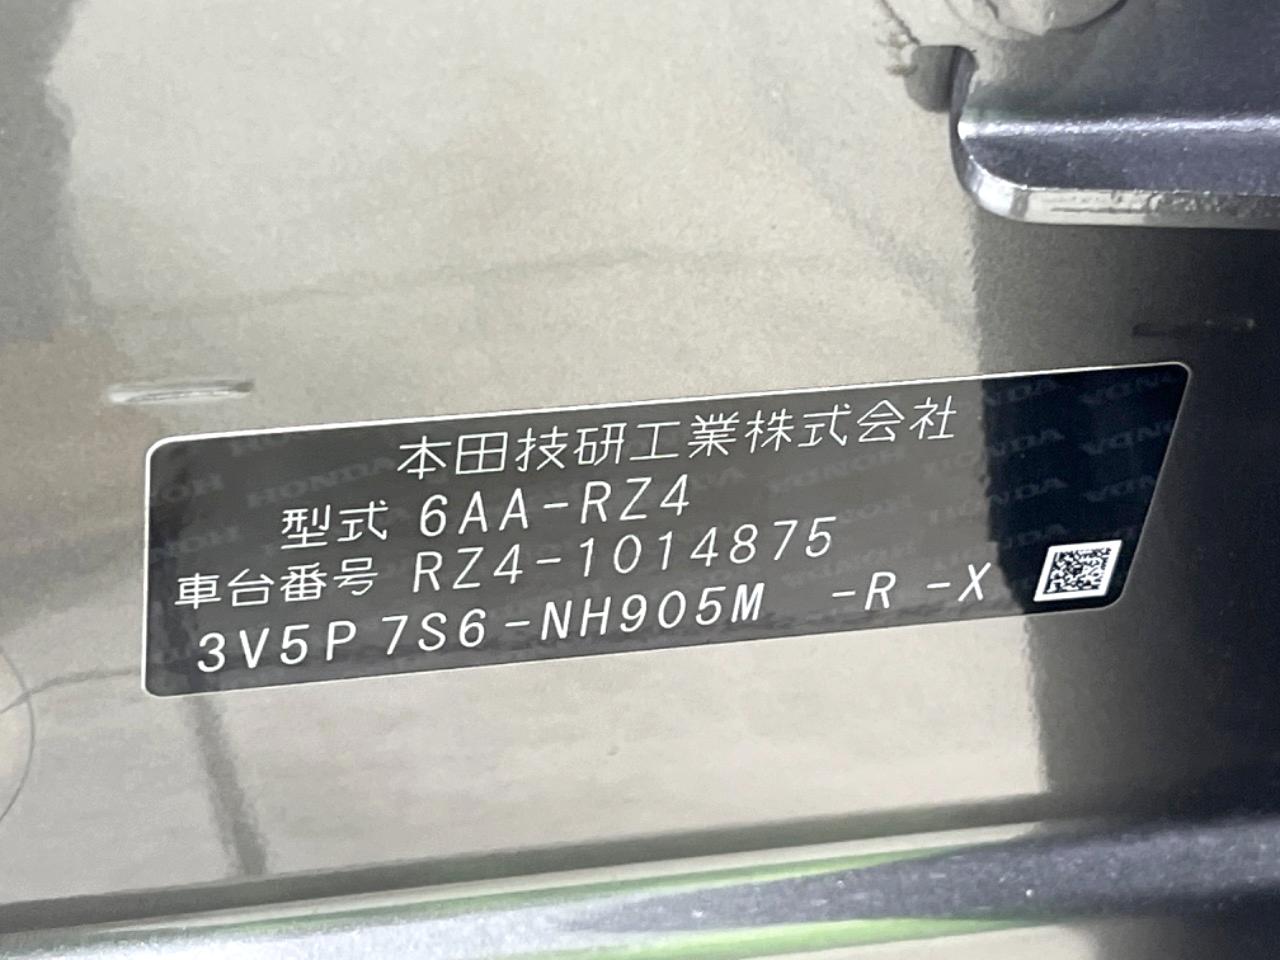 本田技研工業株式会社
型式 6AA-RZ4
車台番号 RZ4-1014875
3V5P 7S6-NH905M -R -X